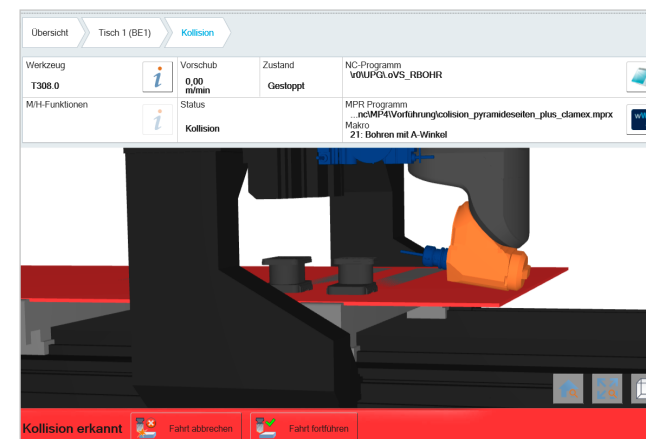 Übersicht
Tisch 1 (BE1)
Kollision
Werkzeug
T308.0
Vorschub
0,00
m/min
Zustand
Gestoppt
NC-Programm
\r0\UPG\oVS_RBOHR
M/H-Funktionen
Status
Kollision
MPR Programm
...nc\MP4\Vorführung\colision_pyramideseiten_plus_clamex.mprx
Makro
21: Bohren mit A-Winkel
Kollision erkannt
Fahrt abbrechen
Fahrt fortführen